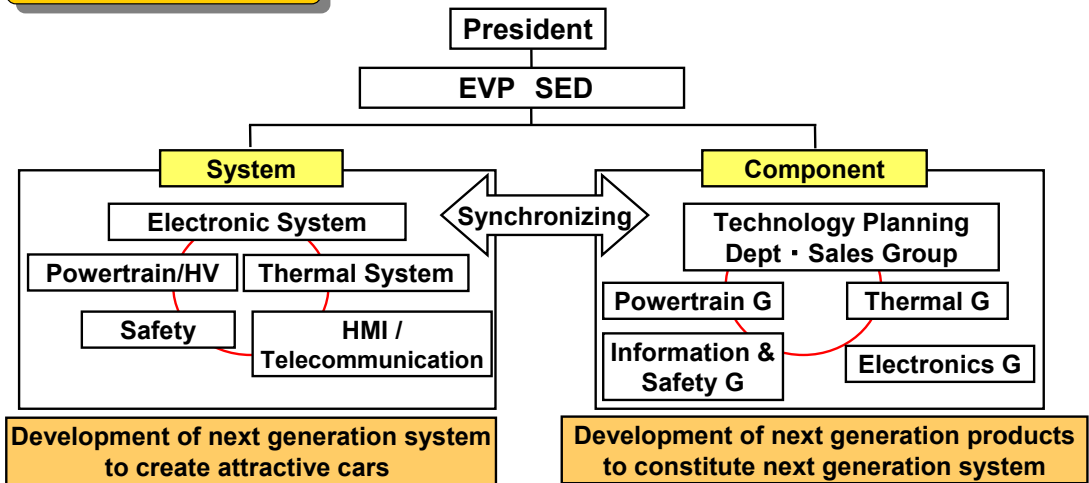 President
EVP SED
System
Component
Synchronizing
Electronic System
Powertrain/HV
Thermal System
Safety
HMI /
Telecommunication
Technology Planning
Dept・Sales Group
Powertrain G
Thermal G
Information &
Safety G
Electronics G
Development of next generation system
to create attractive cars
Development of next generation products
to constitute next generation system